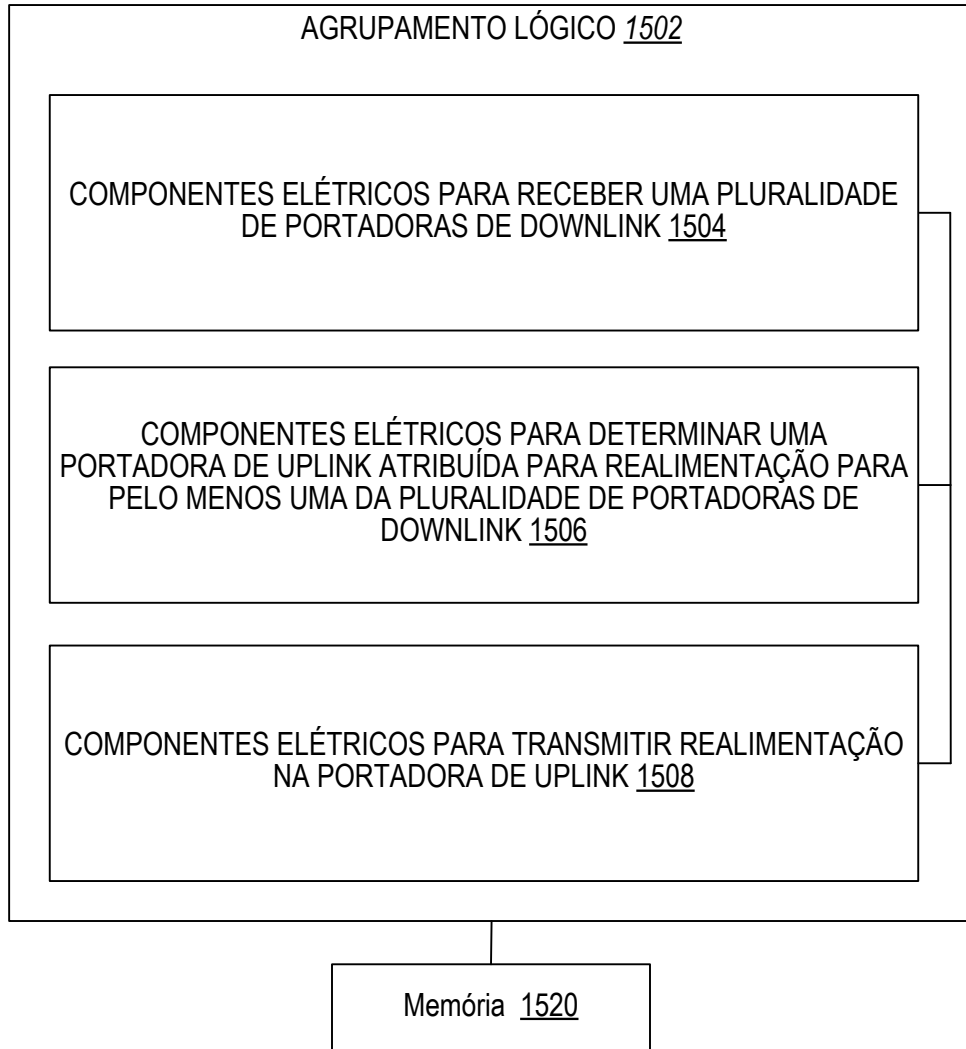 AGRUPAMENTO LÓGICO 1502
COMPONENTES ELÉTRICOS PARA RECEBER UMA PLURALIDADE
DE PORTADORAS DE DOWNLINK 1504
COMPONENTES ELÉTRICOS PARA DETERMINAR UMA
PORTADORA DE UPLINK ATRIBUÍDA PARA REALIMENTAÇÃO PARA
PELO MENOS UMA DA PLURALIDADE DE PORTADORAS DE
DOWNLINK 1506
COMPONENTES ELÉTRICOS PARA TRANSMITIR REALIMENTAÇÃO
NA PORTADORA DE UPLINK 1508
Memória 1520